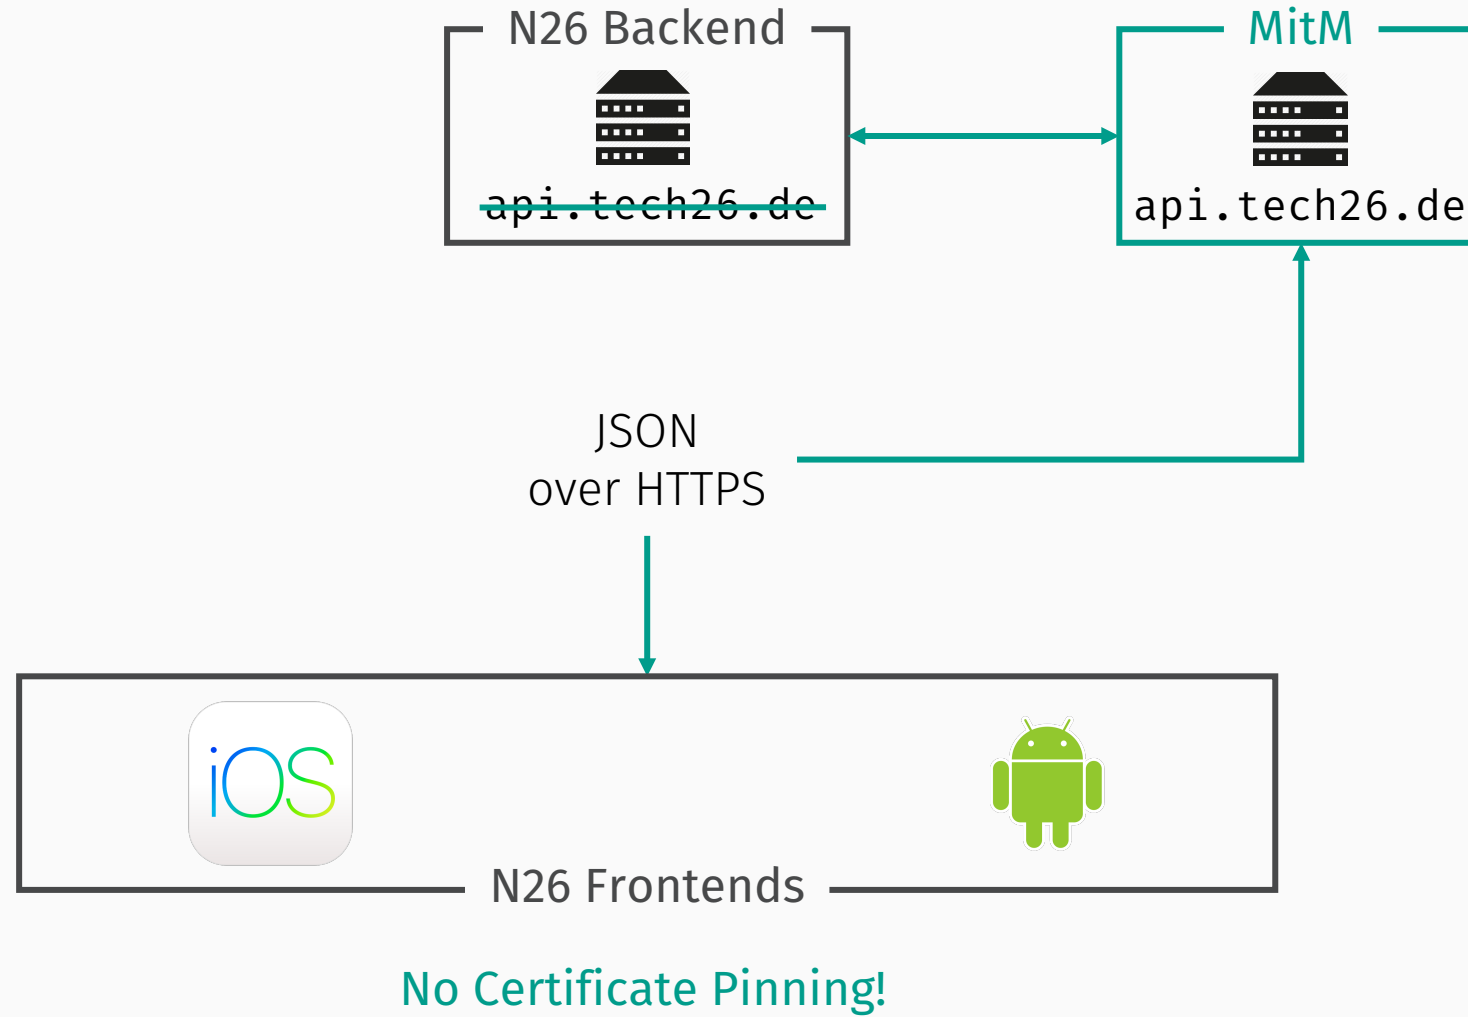 N26 Backend
MitM
api.tech26.de
api.tech26.de
JSON
over HTTPS
iOS
N26 Frontends
No Certificate Pinning!